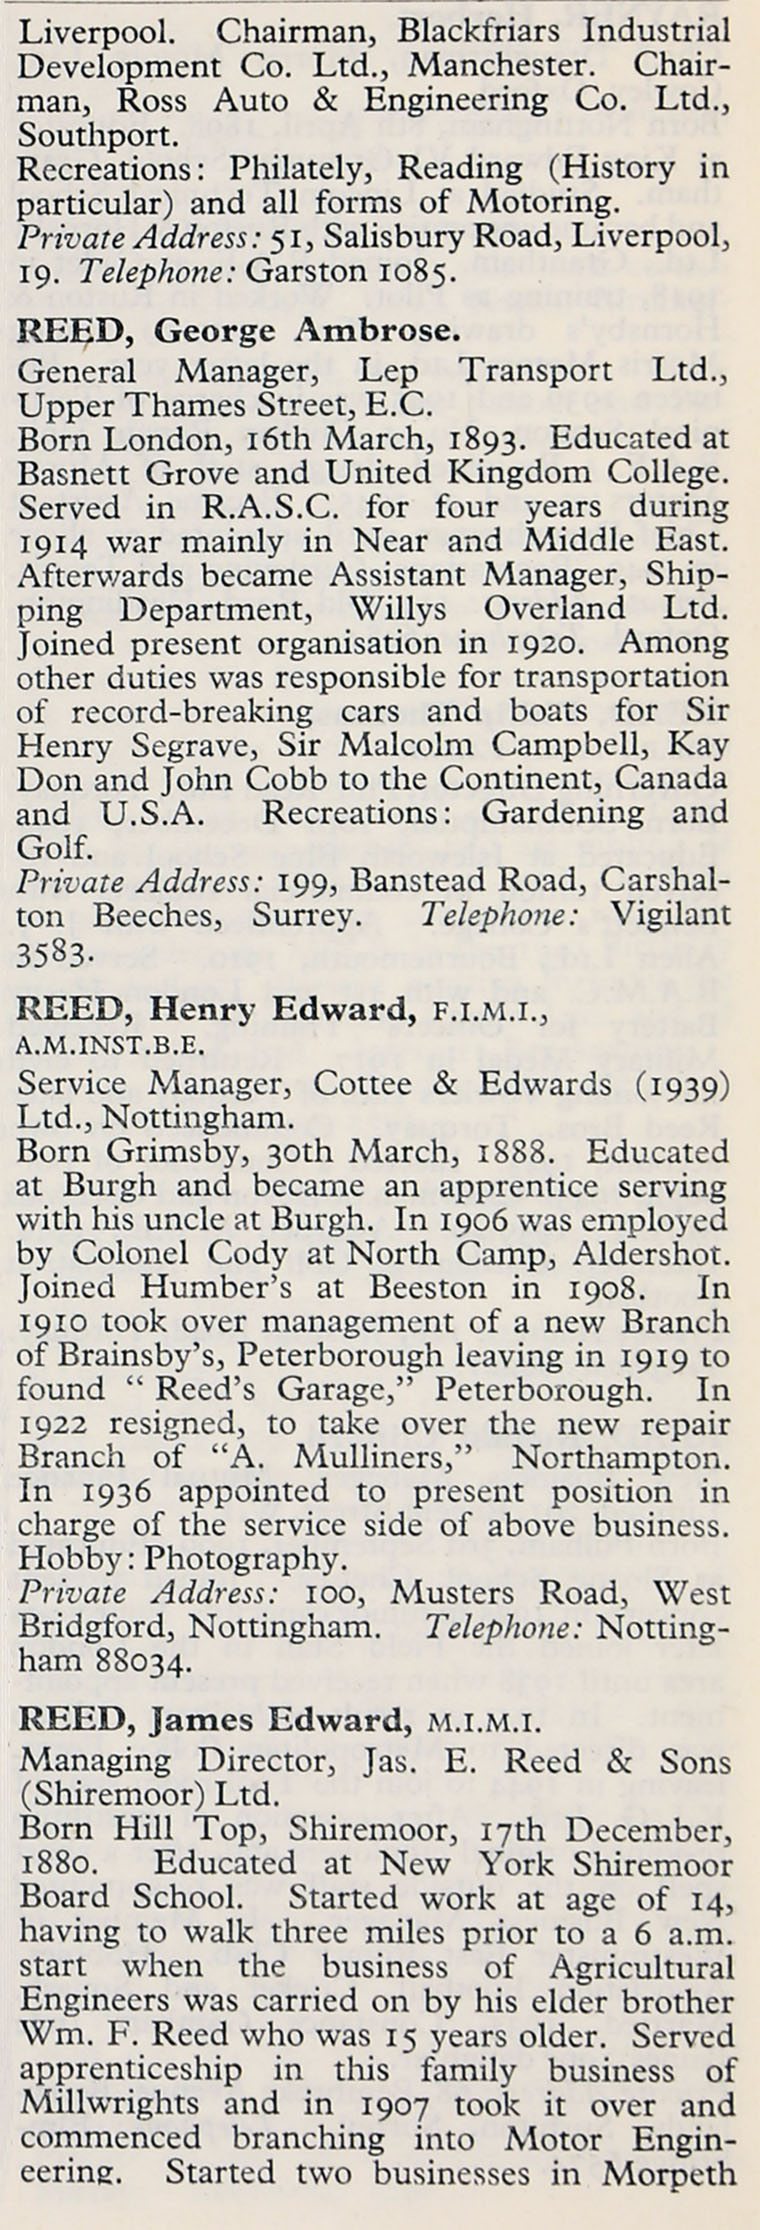 Liverpool. Chairman, Blackfriars Industrial
Development Co. Ltd., Manchester. Chair-
man, Ross Auto & Engineering Co. Ltd.,
Southport.
Recreations: Philately, Reading (History in
particular) and all forms of Motoring.
Private Address: 51, Salisbury Road, Liverpool,
19. Telephone: Garston 1085.
REED, George Ambrose.
General Manager, Lep Transport Ltd.,
Upper Thames Street, E.C.
Born London, 16th March, 1893. Educated at
Basnett Grove and United Kingdom College.
Served in R.A.S.C. for four years during
1914 war mainly in Near and Middle East.
Afterwards became Assistant Manager, Ship-
ping Department, Willys Overland Ltd.
Joined present organisation in 1920. Among
other duties was responsible for transportation
of record-breaking cars and boats for Sir
Henry Segrave, Sir Malcolm Campbell, Kay
Don and John Cobb to the Continent, Canada
and U.S.A. Recreations: Gardening and
Golf.
Private Address: 199, Banstead Road, Carshal-
ton Beeches, Surrey. Telephone: Vigilant
3583.
REED, Henry Edward, F.I.M.I.,
A.M.INST.B.E.
Service Manager, Cottee & Edwards (1939)
Ltd., Nottingham.
Born Grimsby, 30th March, 1888. Educated
at Burgh and became an apprentice serving
with his uncle at Burgh. In 1906 was employed
by Colonel Cody at North Camp, Aldershot.
Joined Humber's at Beeston in 1908. In
1910 took over management of a new Branch
of Brainsby's, Peterborough leaving in 1919 to
found “ Reed's Garage,” Peterborough. In
1922 resigned, to take over the new repair
Branch of “A. Mulliners,” Northampton.
In 1936 appointed to present position in
charge of the service side of above business.
Hobby: Photography.
Private Address: 100, Musters Road, West
Bridgford, Nottingham. Telephone: Notting-
ham 88034.
REED, James Edward, M.I.M.I.
Managing Director, Jas. E. Reed & Sons
(Shiremoor) Ltd.
Born Hill Top, Shiremoor, 17th December,
1880. Educated at New York Shiremoor
Board School. Started work at age of 14,
having to walk three miles prior to a 6 a.m.
start when the business of Agricultural
Engineers was carried on by his elder brother
Wm. F. Reed who was 15 years older. Served
apprenticeship in this family business of
Millwrights and in 1907 took it over and
commenced branching into Motor Engin-
eering. Started two businesses in Morpeth